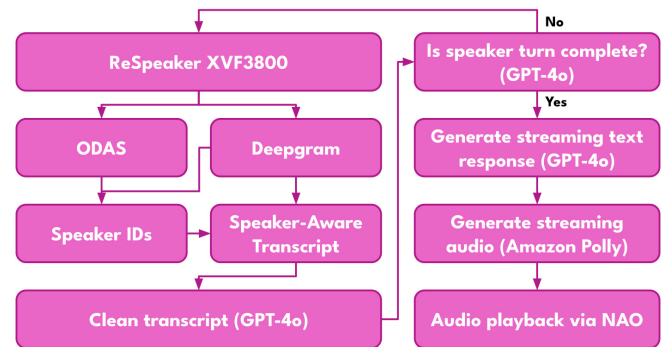 ReSpeaker XVF3800
ODAS
Deepgram
Speaker IDs
Speaker-Aware
Transcript
Clean transcript (GPT-4o)
No
Is speaker turn complete?
(GPT-4o)
Yes
Generate streaming text
response (GPT-4o)
Generate streaming
audio (Amazon Polly)
Audio playback via NAO